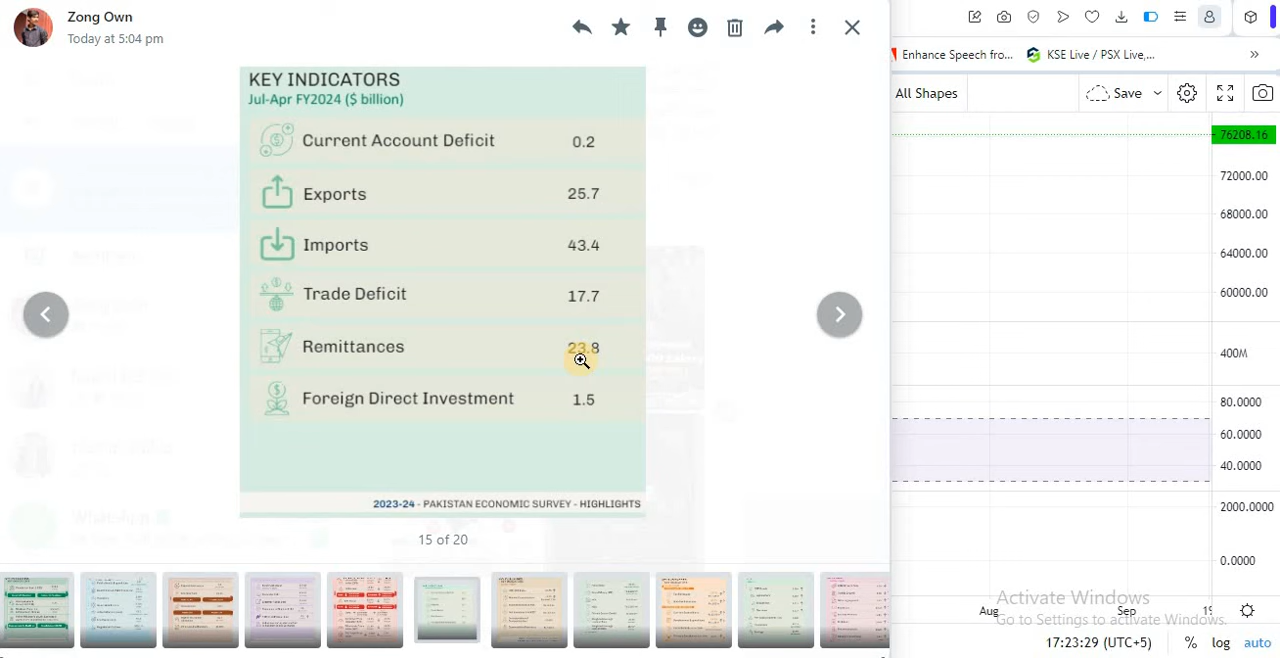 Zong Own
Today at 5:04 pm
KEY INDICATORS
Jul-Apr FY2024 ($ billion)
Current Account Deficit 0.2
Exports 25.7
Imports 43.4
Trade Deficit 17.7
Remittances 23.8
Foreign Direct Investment 1.5
2023-24 - PAKISTAN ECONOMIC SURVEY - HIGHLIGHTS
15 of 20
Enhance Speech fro...
KSE Live / PSX Live,...
»
All Shapes
Save
76208.16
72000.00
68000.00
64000.00
60000.00
400M
80.0000
60.0000
40.0000
2000.0000
0.0000
Aug
Sep
Activate Windows
Go to Settings to activate Windows.
17:23:29 (UTC+5)
%
log
auto